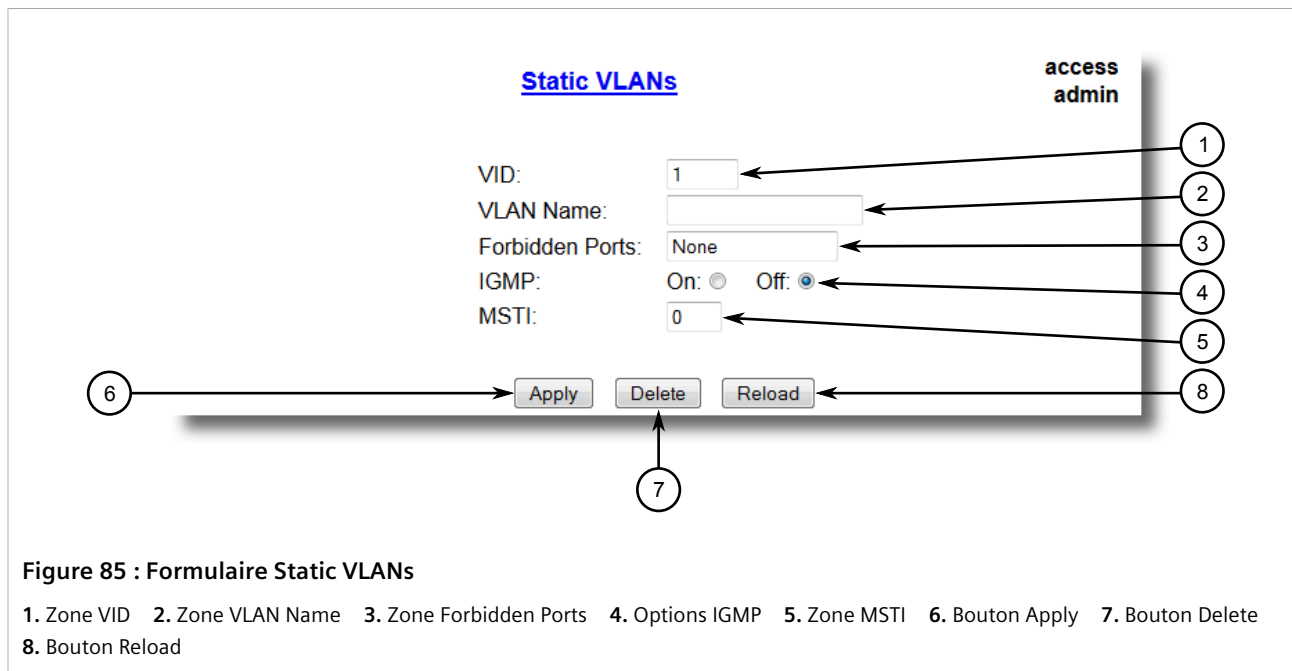 Static VLANs
access
admin
1
VID: 1
2
VLAN Name:
Forbidden Ports: None
3
IGMP: On: Off:
4
MSTI: 0
5
6
Apply Delete Reload
8
7
Figure 85 : Formulaire Static VLANs
1. Zone VID 2. Zone VLAN Name 3. Zone Forbidden Ports 4. Options IGMP 5. Zone MSTI 6. Bouton Apply 7. Bouton Delete
8. Bouton Reload